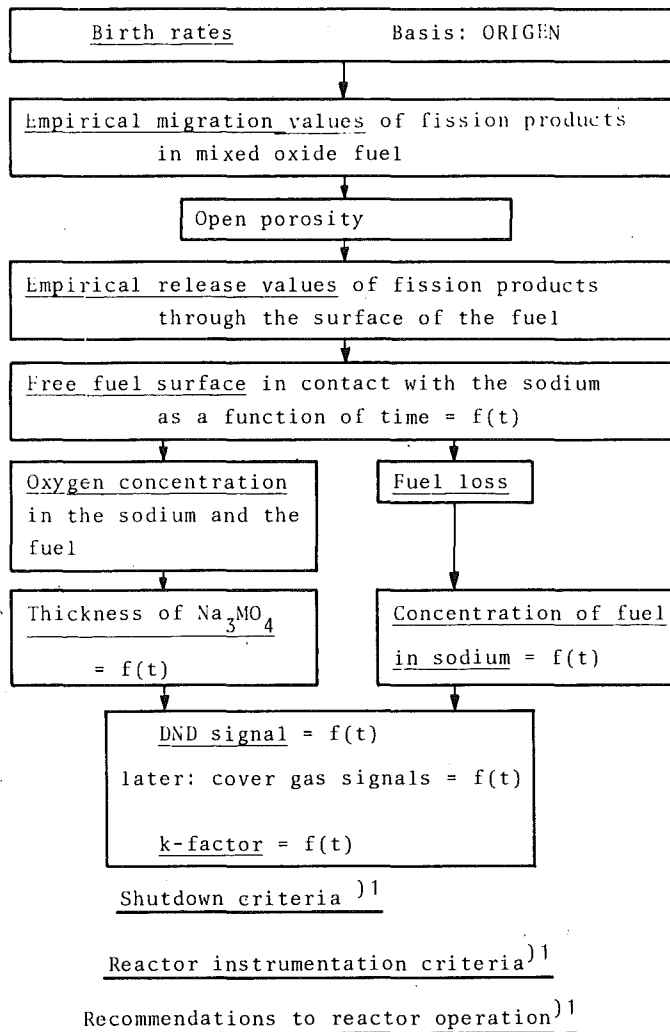 Birth rates Basis: ORIGEN
Empirical migration values of fission products
in mixed oxide fuel
Open porosity
Empirical release values of fission products
through the surface of the fuel
Free fuel surface in contact with the sodium
as a function of time = f(t)
Oxygen concentration
in the sodium and the
fuel
Fuel loss
Thickness of Na3MO4
= f(t)
Concentration of fuel
in sodium = f(t)
DND signal = f(t)
later: cover gas signals = f(t)
k-factor = f(t)
Shutdown criteria )1
Reactor instrumentation criteria)1
Recommendations to reactor operation)1